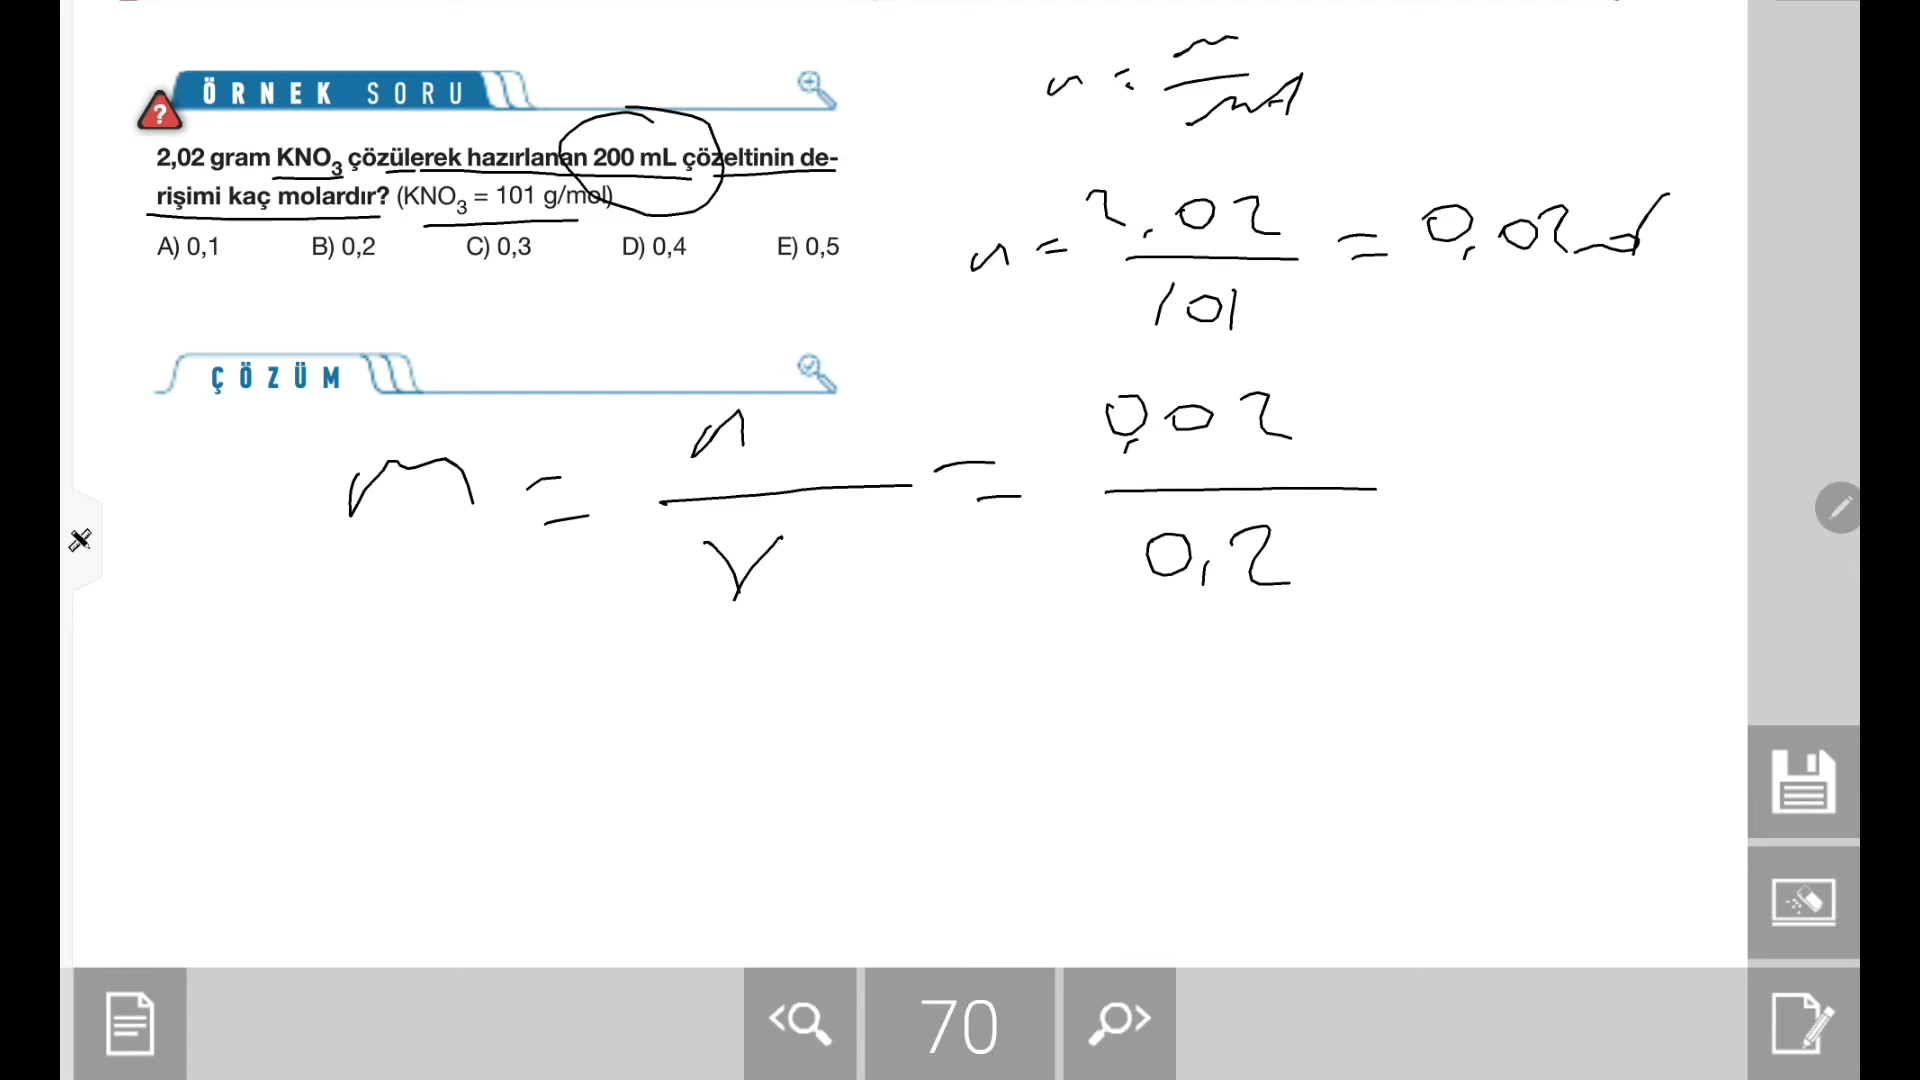 ÖRNEK SORU
2,02 gram KNO₃ çözülerek hazırlanan 200 mL çözeltinin de-
rişimi kaç molardır? (KNO₃ = 101 g/mol)
A) 0,1 B) 0,2 C) 0,3 D) 0,4 E) 0,5
n = m / mA
n = 2,02 / 101 = 0,02 mol
ÇÖZÜM
m = n / V = 0,02 / 0,2
70